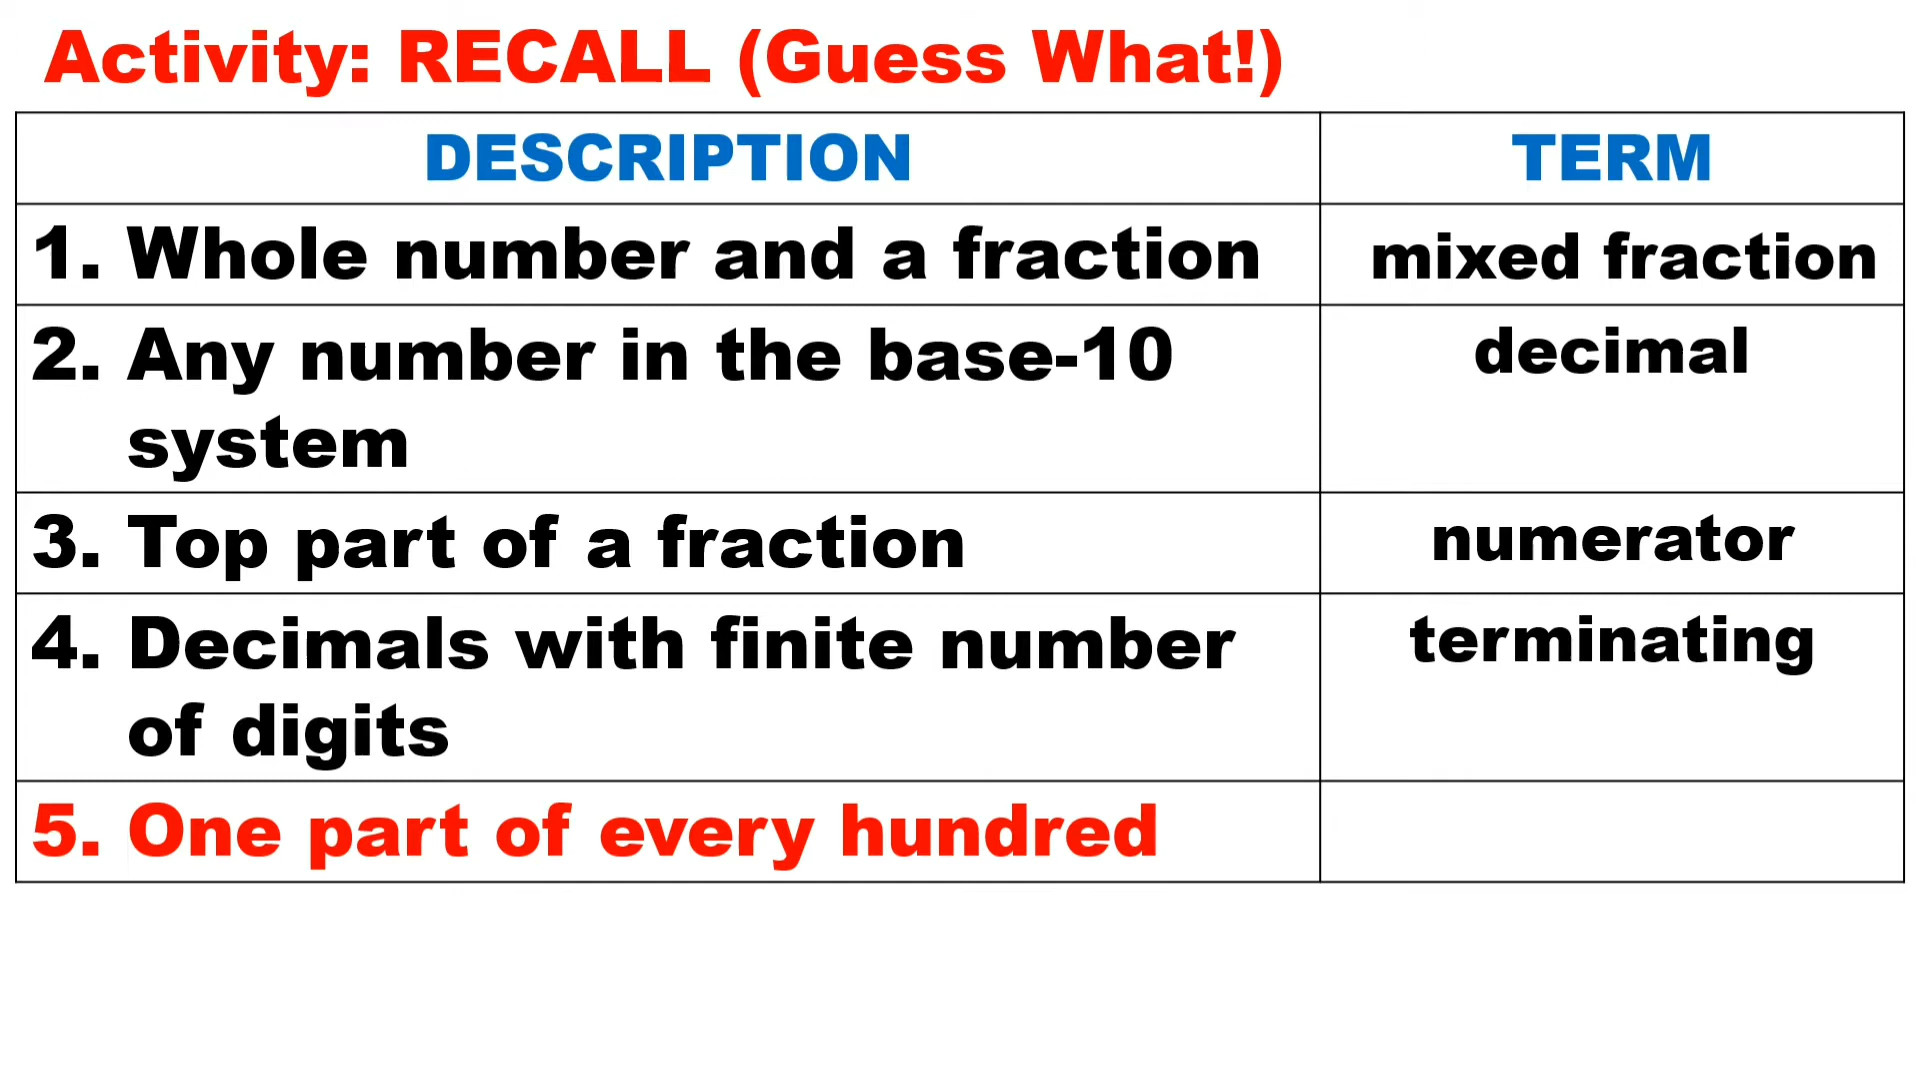 Activity: RECALL (Guess What!)
DESCRIPTION
TERM
1. Whole number and a fraction
mixed fraction
2. Any number in the base-10
system
decimal
3. Top part of a fraction
numerator
4. Decimals with finite number
of digits
terminating
5. One part of every hundred